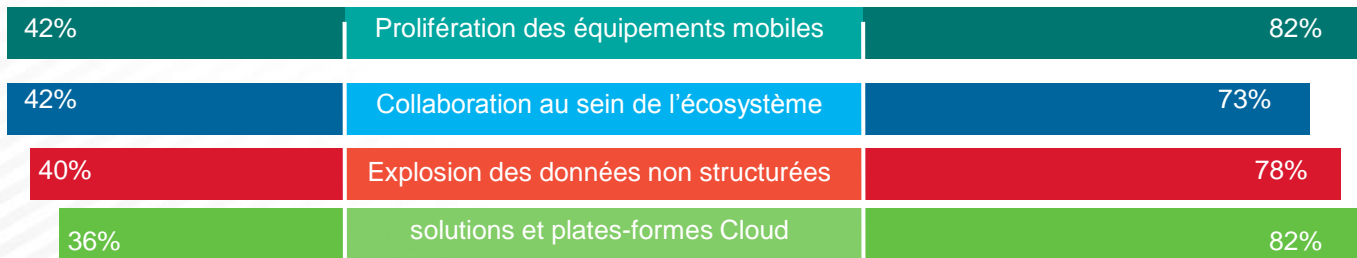 42% Prolifération des équipements mobiles 82%
42% Collaboration au sein de l'écosystème 73%
40% Explosion des données non structurées 78%
36% solutions et plates-formes Cloud 82%